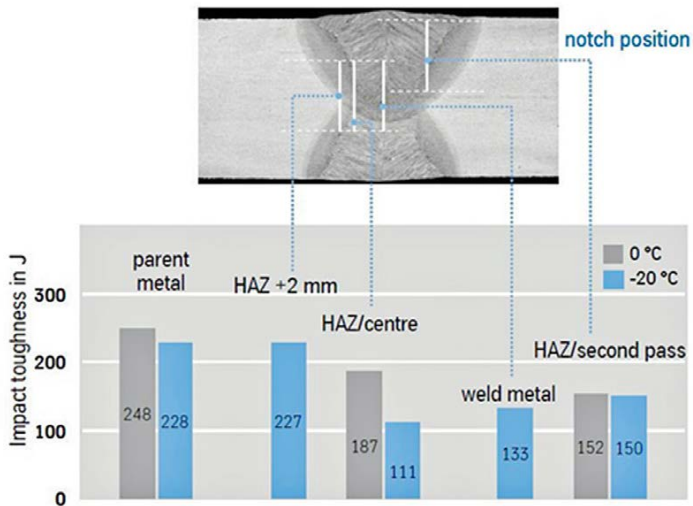 notch position
Impact toughness in J
300
200
100
0
parent
metal
HAZ +2 mm
HAZ/centre
weld metal
HAZ/second pass
0 °C
-20 °C
248
228
227
187
111
133
152
150